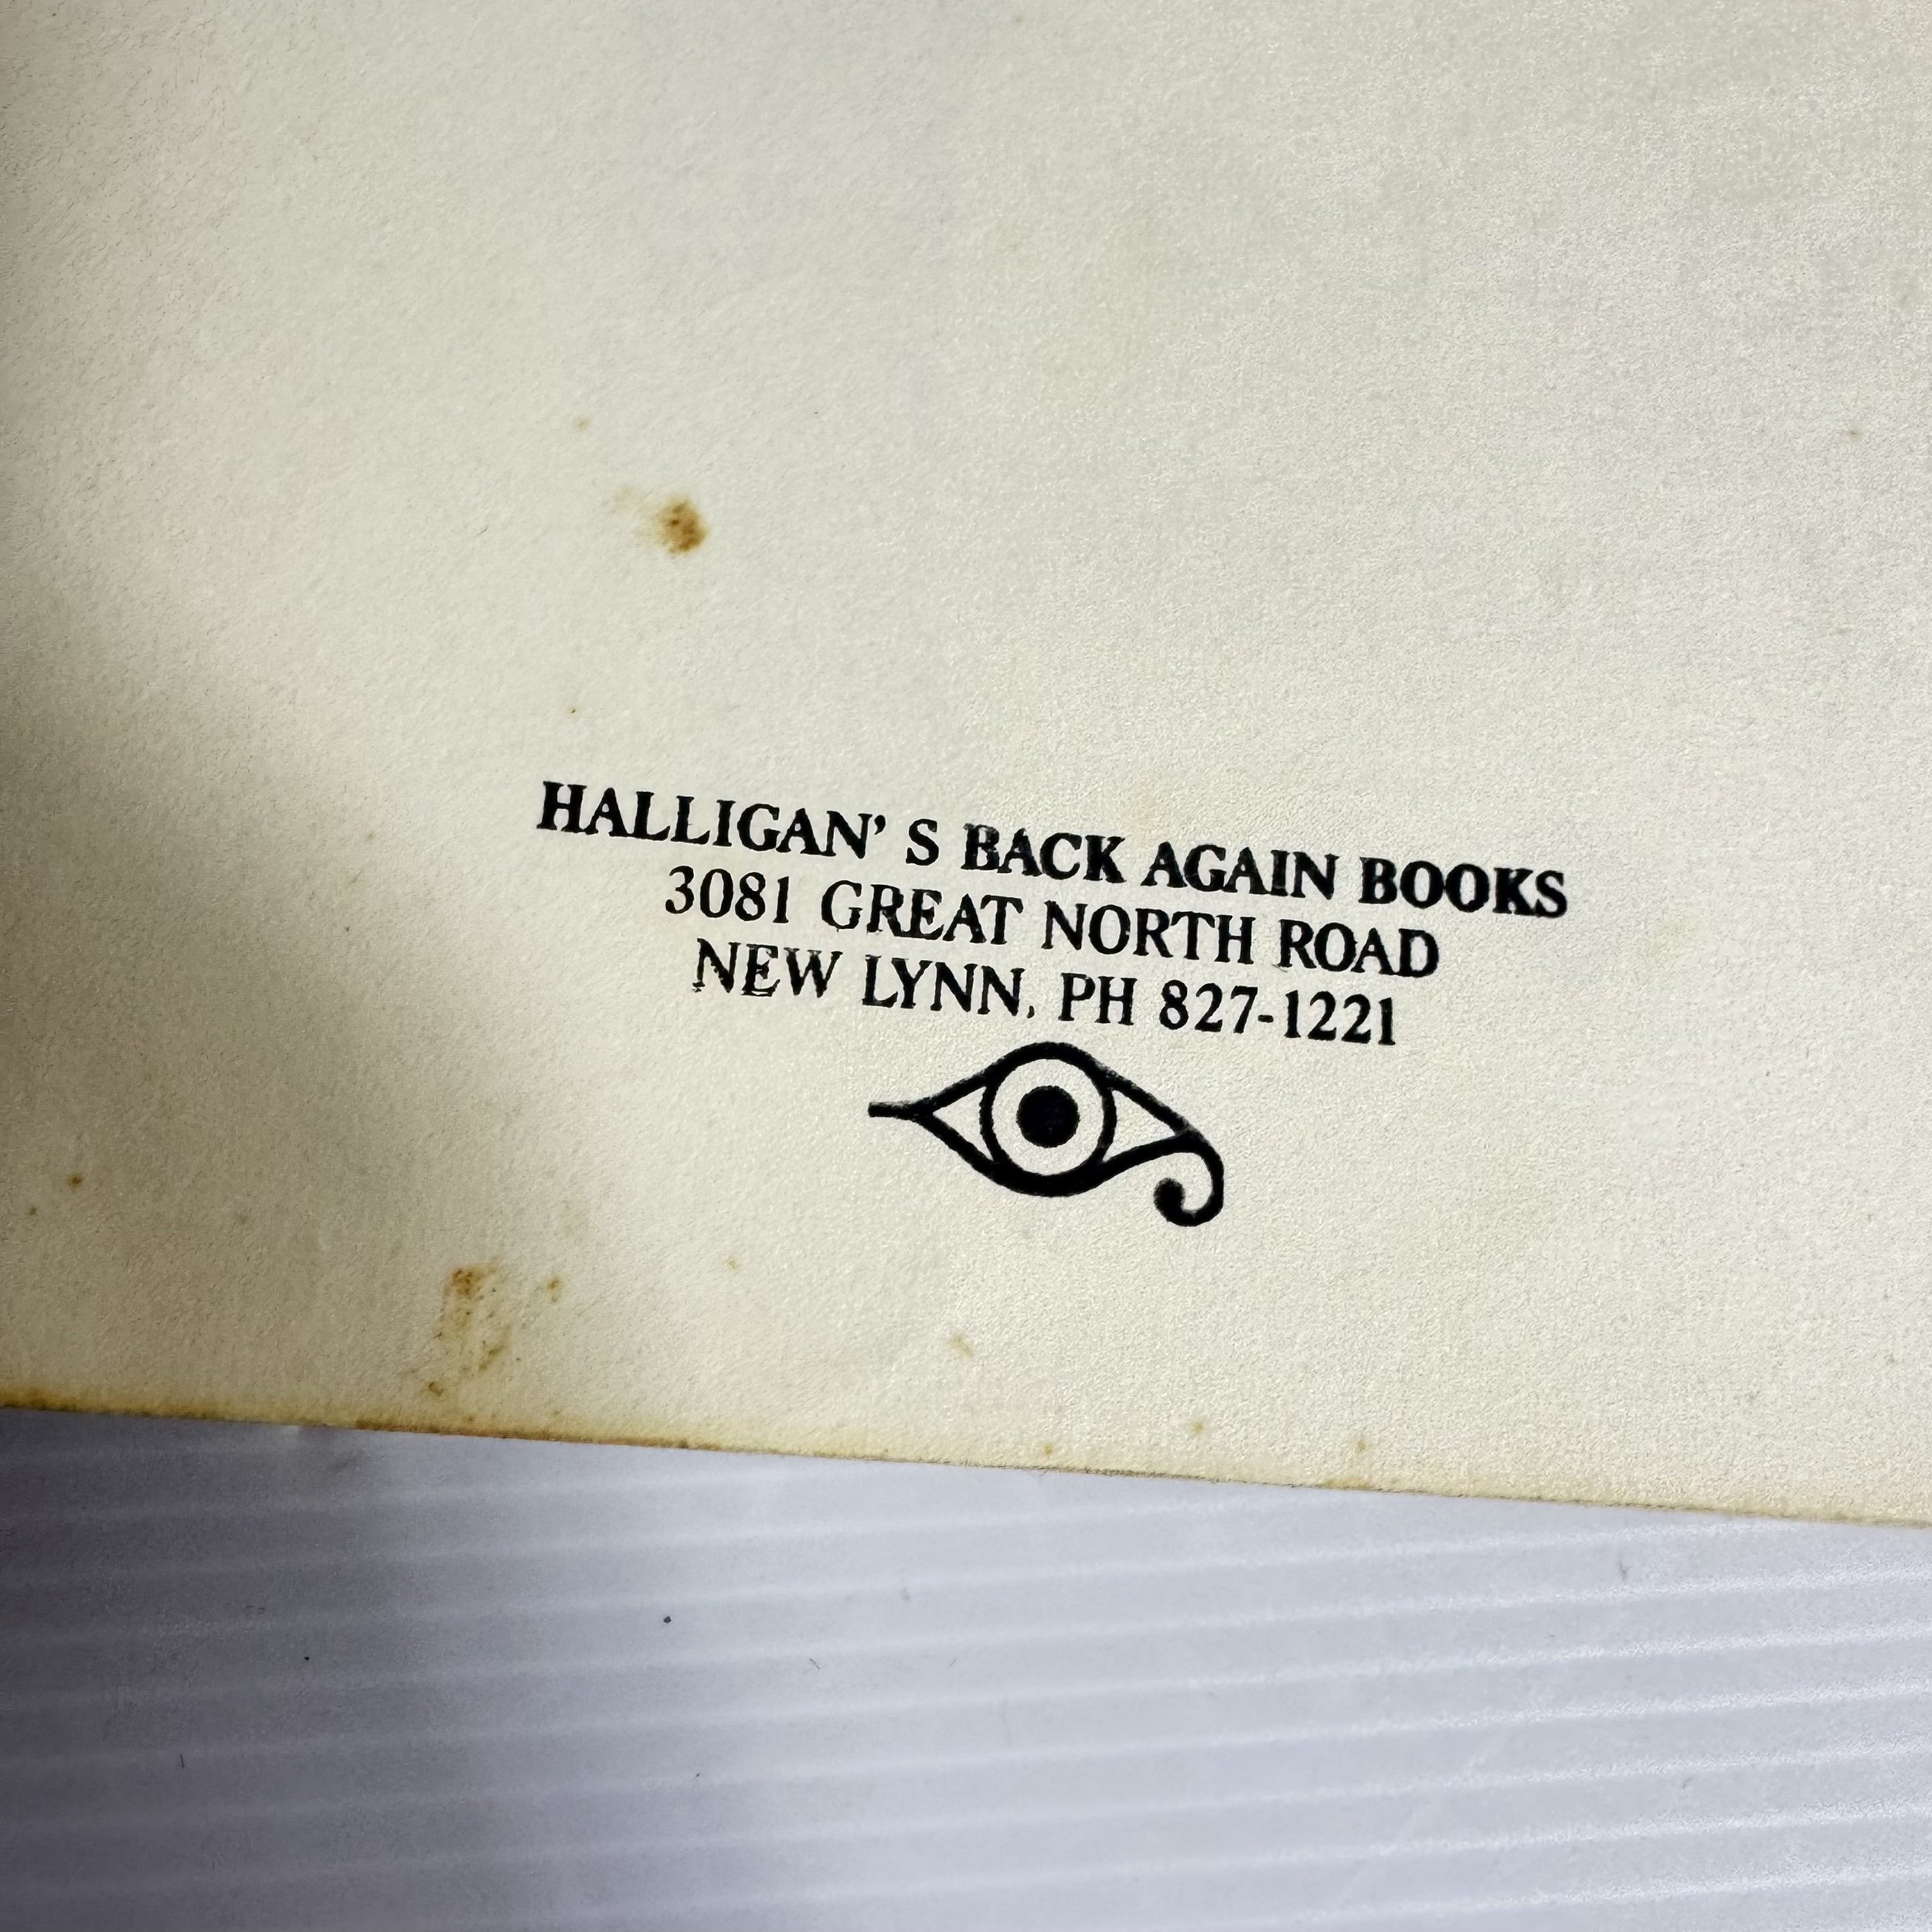 HALLIGAN' S BACK AGAIN BOOKS
3081 GREAT NORTH ROAD
NEW LYNN, PH 827-1221